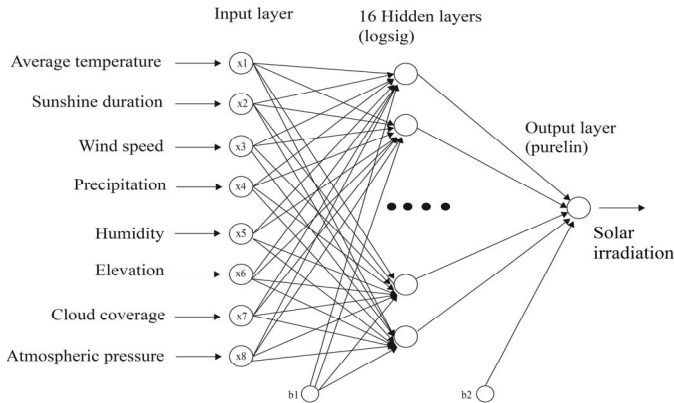 Input layer
16 Hidden layers
(logsig)
Average temperature
x1
Sunshine duration
x2
Wind speed
x3
Output layer
(purelin)
Precipitation
x4
Humidity
x5
Solar
irradiation
Elevation
x6
Cloud coverage
x7
Atmospheric pressure
x8
b1
b2